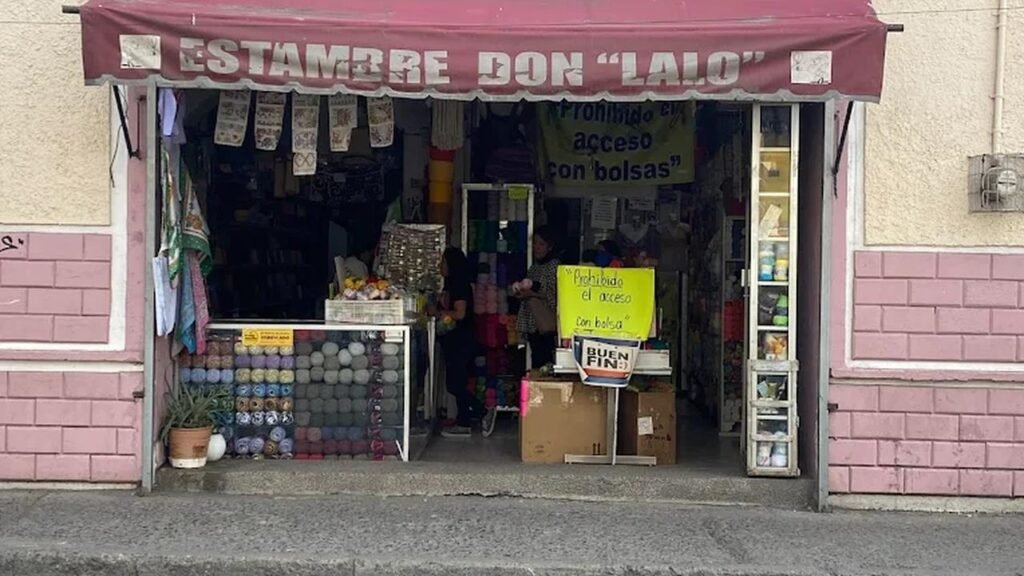 ESTAMBRE DON "LALO"
"Prohibido el
acceso
con bolsas"
"Prohibido
el acceso
con bolsa"
BUEN
FIN:)